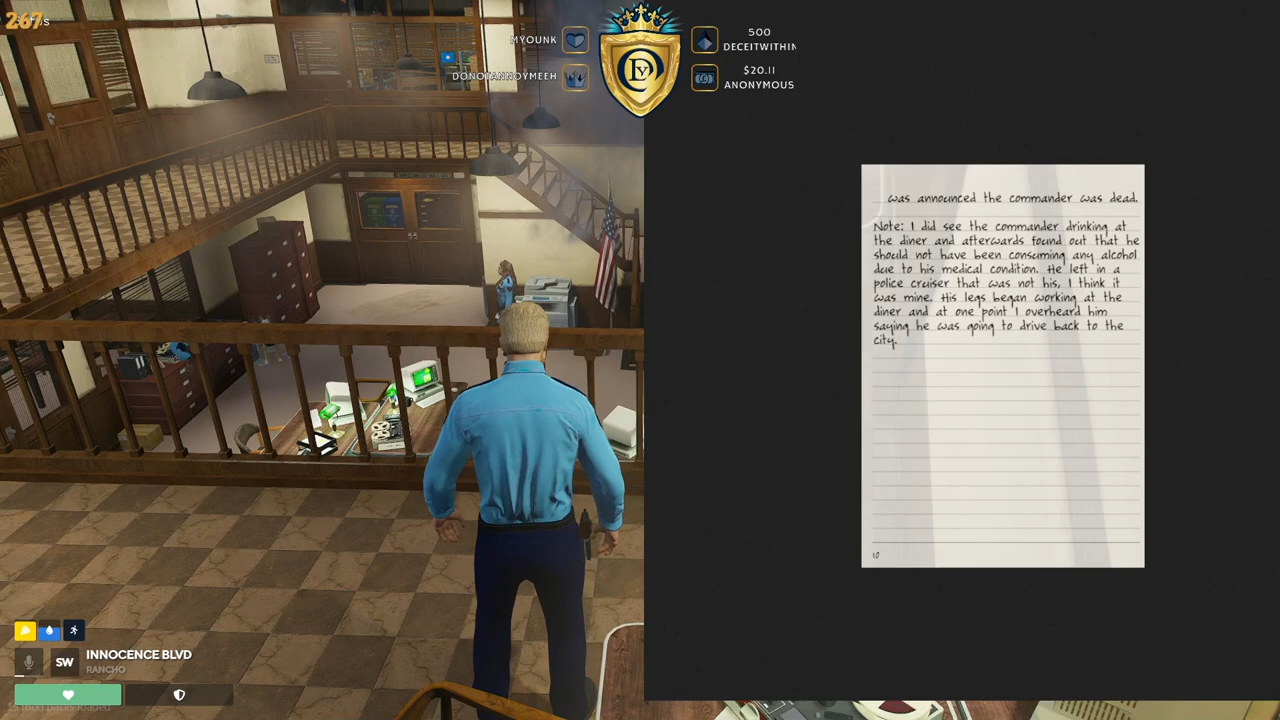 267
MYOUNK
DONOTANNOYMEEH
500
DECEITWITHIN
$20.11
ANONYMOUS
was announced the commander was dead.
Note: I did see the commander drinking at
the diner and afterwards found out that he
should not have been consuming any alcohol
due to his medical condition. He left in a
police cruiser that was not his, I think it
was mine. His legs began working at the
diner and at one point I overheard him
saying he was going to drive back to the
city.
10
SW
INNOCENCE BLVD
RANCHO